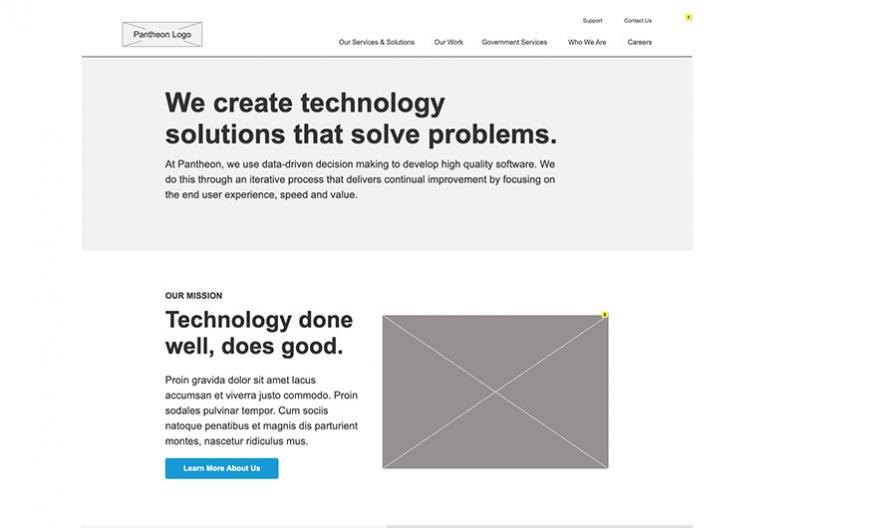 Support Contact Us 1
Pantheon Logo
Our Services & Solutions Our Work Government Services Who We Are Careers
We create technology
solutions that solve problems.
At Pantheon, we use data-driven decision making to develop high quality software. We
do this through an iterative process that delivers continual improvement by focusing on
the end user experience, speed and value.
OUR MISSION
Technology done
well, does good.
Proin gravida dolor sit amet lacus
accumsan et viverra justo commodo. Proin
sodales pulvinar tempor. Cum sociis
natoque penatibus et magnis dis parturient
montes, nascetur ridiculus mus.
Learn More About Us